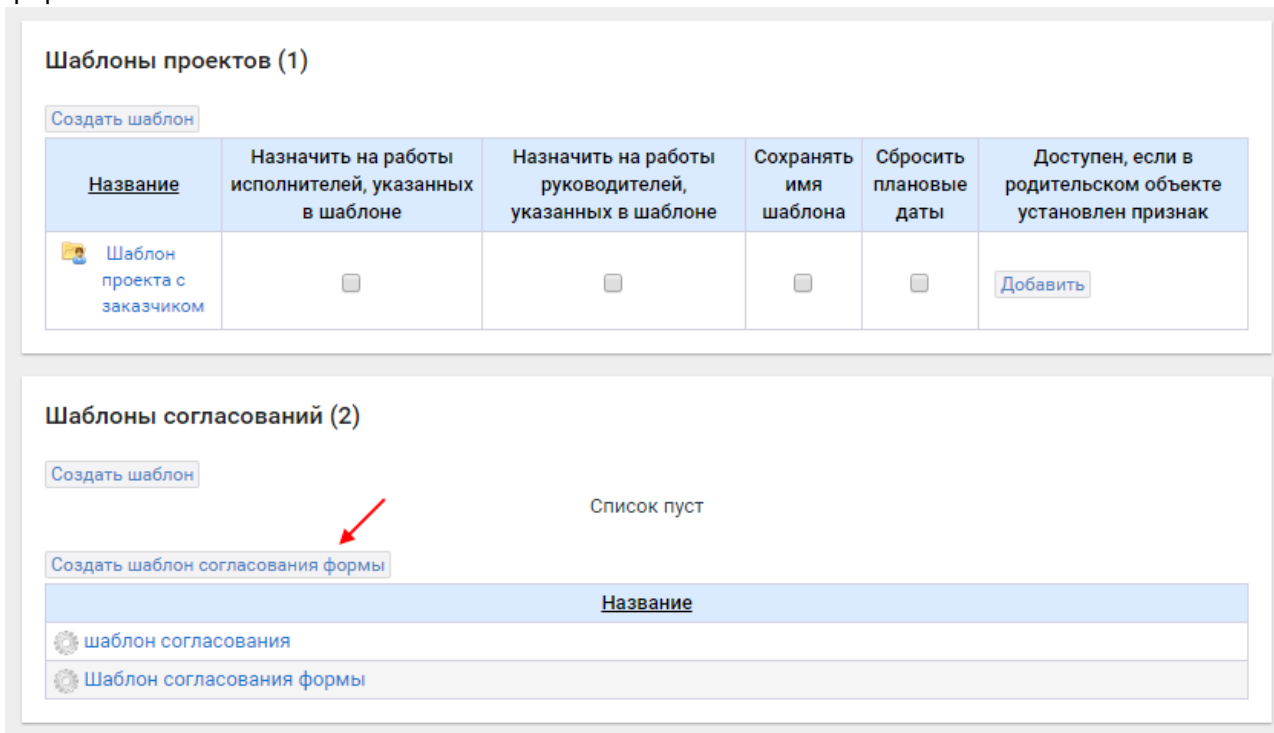 Шаблоны проектов (1)
Создать шаблон
Название
Назначить на работы
исполнителей, указанных
в шаблоне
Назначить на работы
руководителей,
указанных в шаблоне
Сохранять
имя
шаблона
Сбросить
плановые
даты
Доступен, если в
родительском объекте
установлен признак
Шаблон
проекта с
заказчиком
Добавить
Шаблоны согласований (2)
Создать шаблон
Список пуст
Создать шаблон согласования формы
Название
шаблон согласования
Шаблон согласования формы